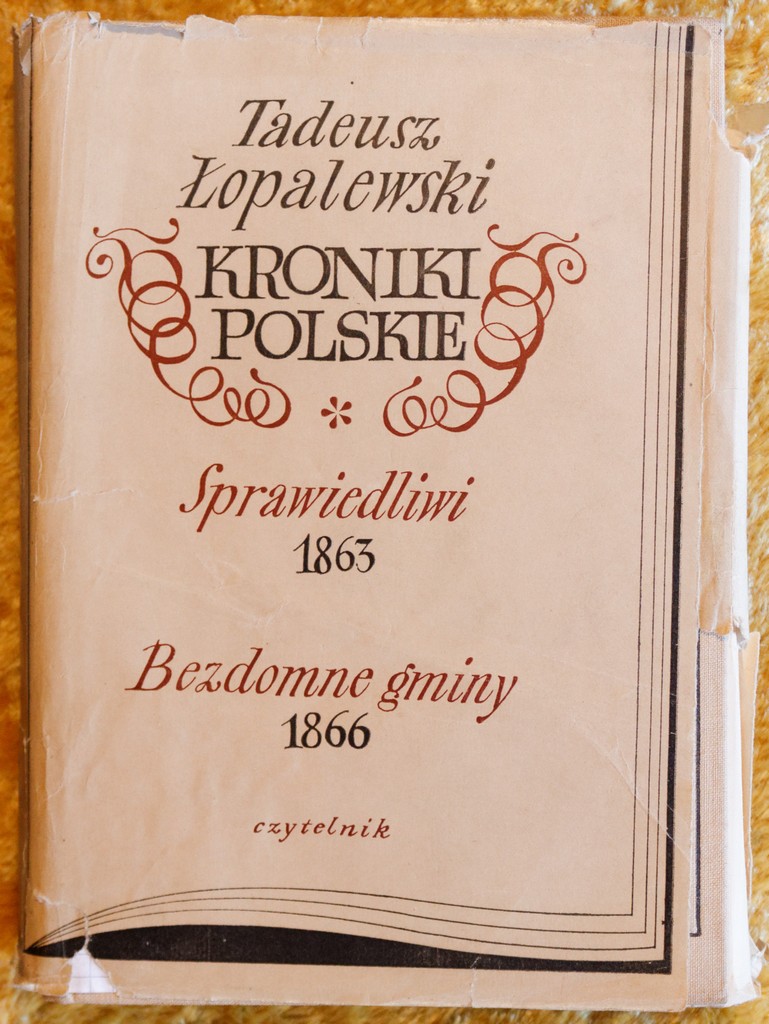 Tadeusz
Łopalewski
KRONIKI
POLSKIE
*
Sprawiedliwi
1863
Bezdomne gminy
1866
czytelnik